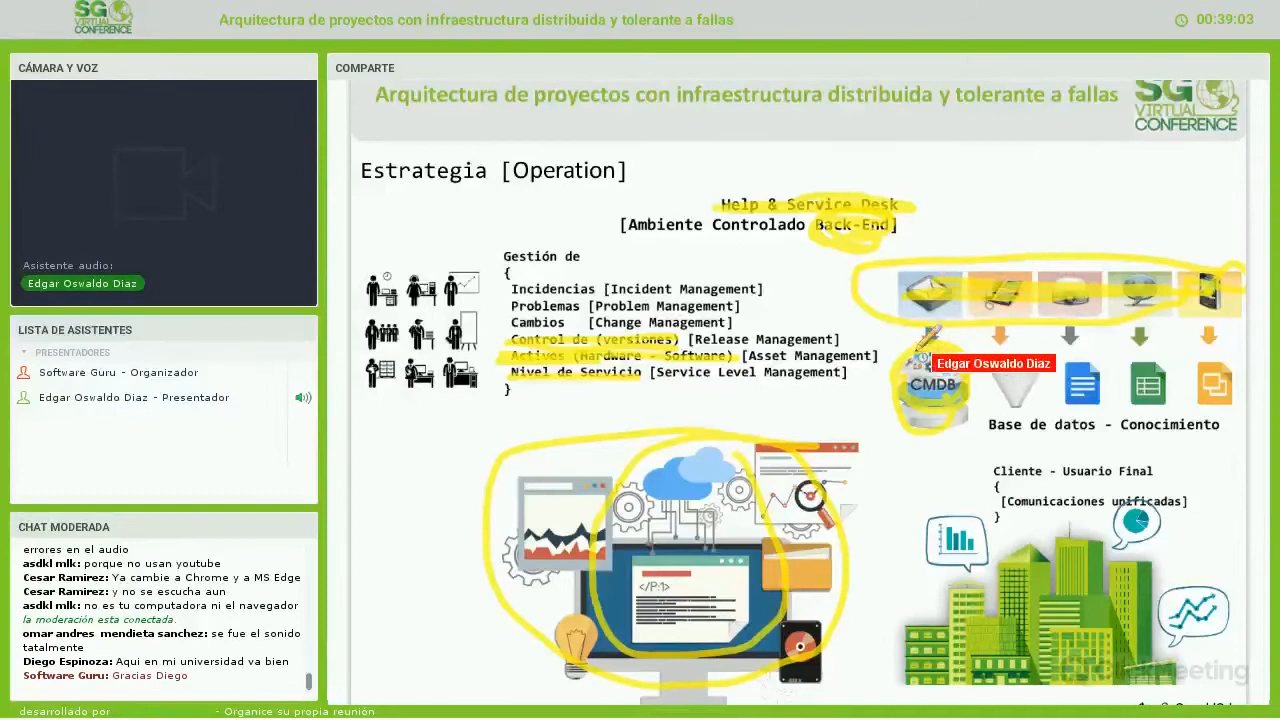 SG
VIRTUAL
CONFERENCE
Arquitectura de proyectos con infraestructura distribuida y tolerante a fallas
00:39:03
CÁMARA Y VOZ
Asistente audio:
Edgar Oswaldo Diaz
LISTA DE ASISTENTES
PRESENTADORES
Software Guru - Organizador
Edgar Oswaldo Diaz - Presentador
CHAT MODERADA
errores en el audio
asdkl mlk: porque no usan youtube
Cesar Ramirez: Ya cambie a Chrome y a MS Edge
Cesar Ramirez: y no se escucha aun
asdkl mlk: no es tu computadora ni el navegador
la moderación está conectada.
omar andres mendieta sanchez: se fue el sonido
tatalmente
Diego Espinoza: Aqui en mi universidad va bien
Software Guru: Gracias Diego
desarrollado por - Organice su propia reunión
COMPARTE
Arquitectura de proyectos con infraestructura distribuida y tolerante a fallas
SG
VIRTUAL
CONFERENCE
Estrategia [Operation]
Help & Service Desk
[Ambiente Controlado Back-End]
Gestión de
{
Incidencias [Incident Management]
Problemas [Problem Management]
Cambios [Change Management]
Control de (versiones) [Release Management]
Activos (Hardware - Software) [Asset Management]
Nivel de Servicio [Service Level Management]
}
Edgar Oswaldo Diaz
CMDB
Base de datos - Conocimiento
Cliente - Usuario Final
{
[Comunicaciones unificadas]
}
</P:1>